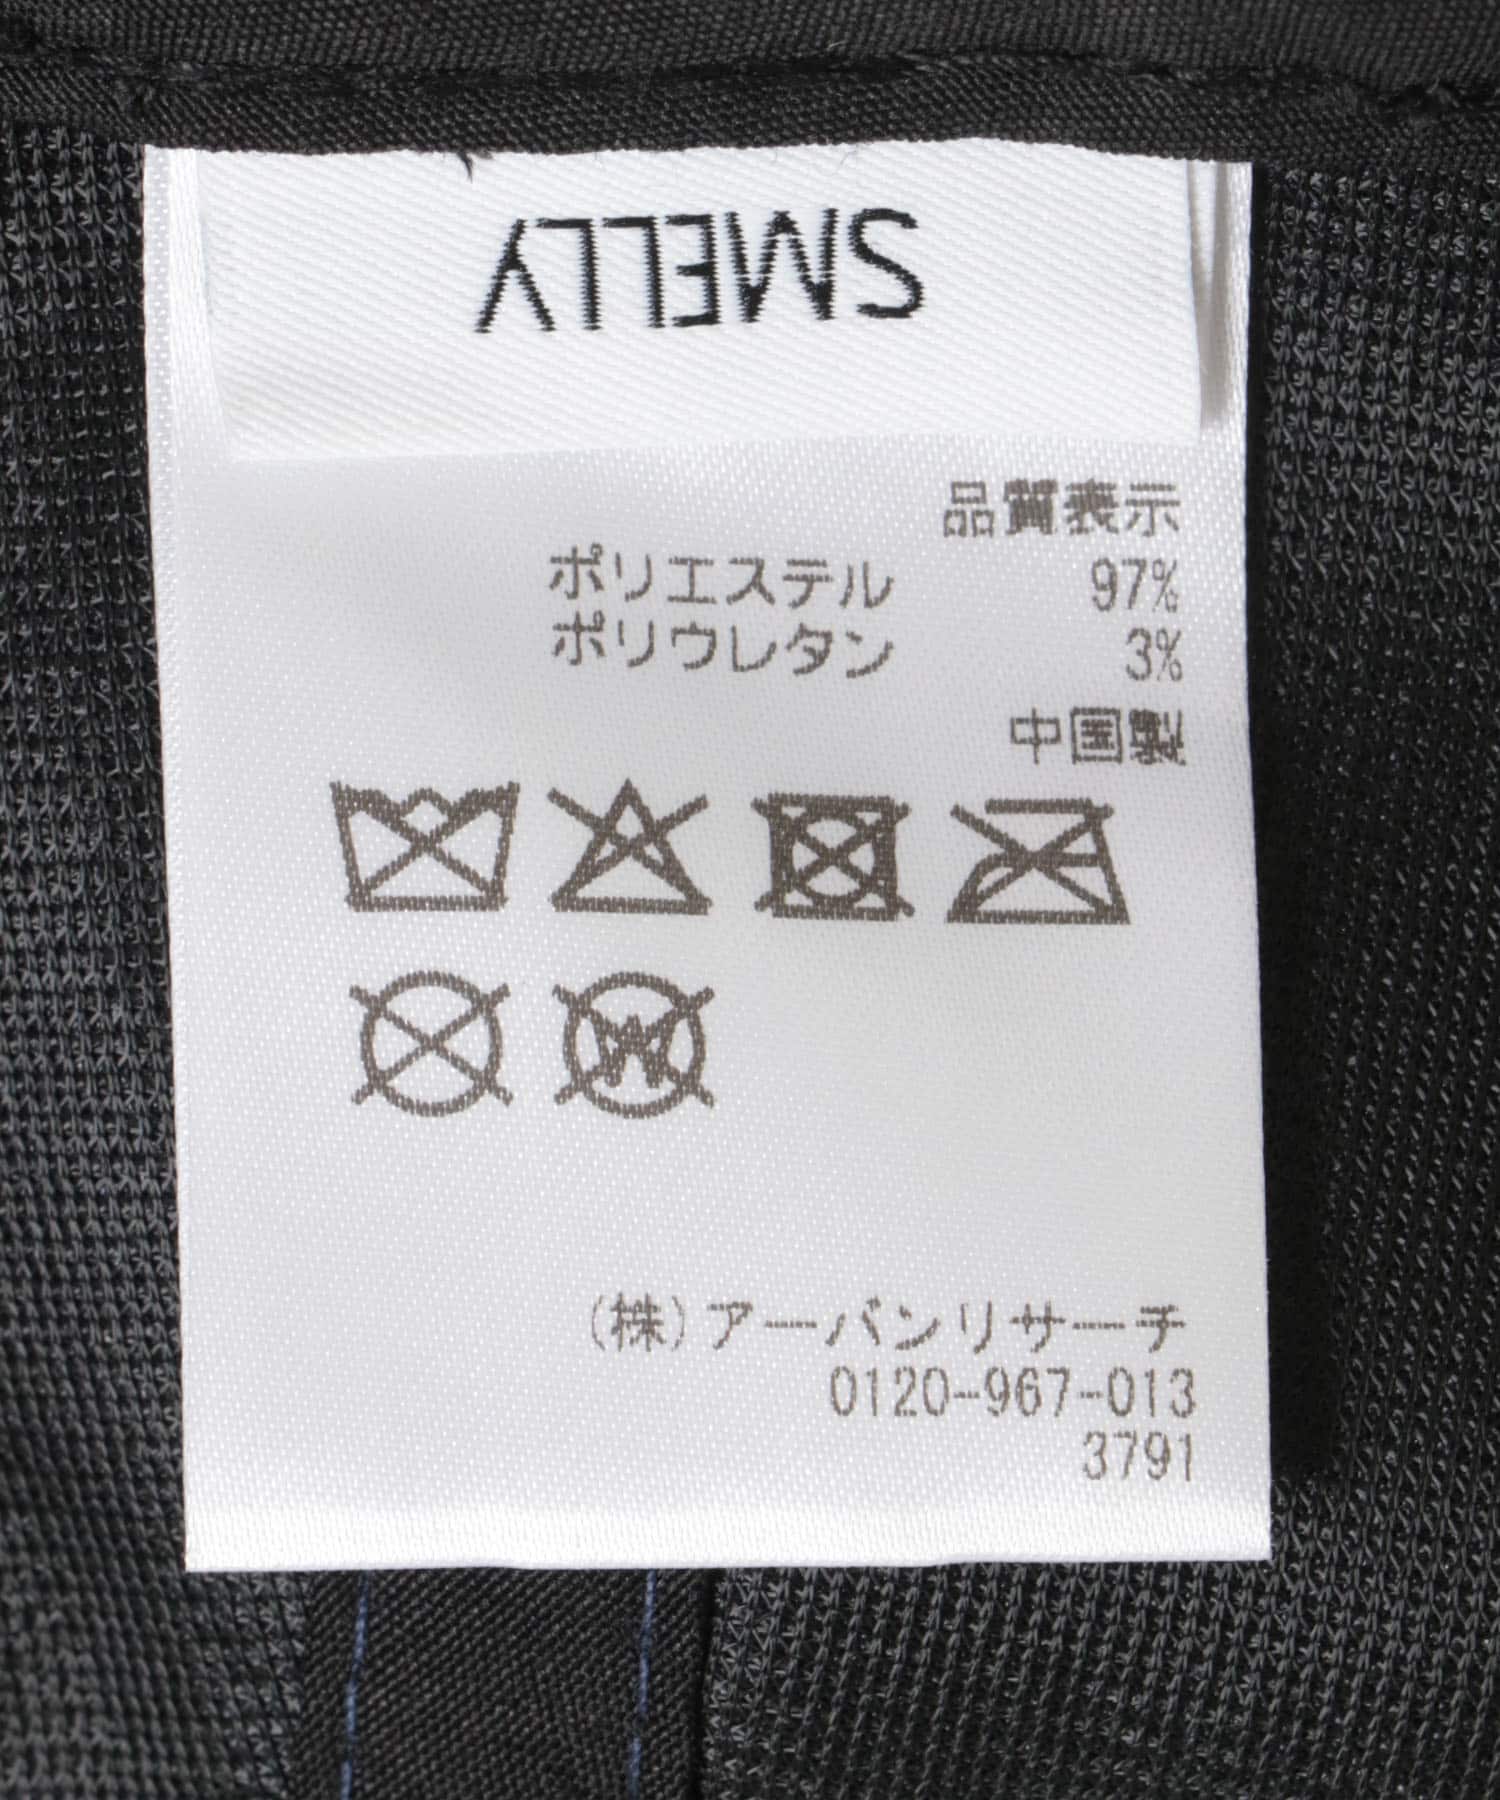 SMELLY
品質表示
ポリエステル 97%
ポリウレタン 3%
中国製
W
(株)アーバンリサーチ
0120-967-013
3791